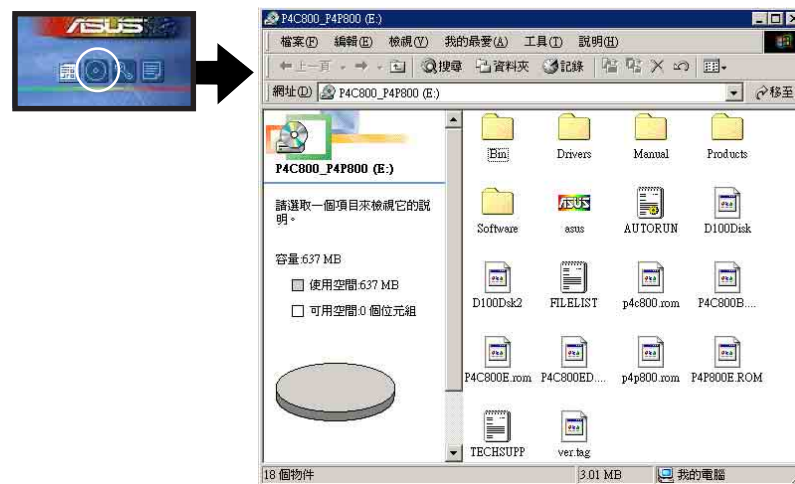 ASUS
P4C800_P4P800 (E:)
檔案(F) 編輯(E) 檢視(V) 我的最愛(A) 工具(T) 說明(H)
上一頁 搜尋 資料夾 記錄
網址(D) P4C800_P4P800 (E:) 移至
P4C800_P4P800 (E:)
請選取一個項目來檢視它的說
明。
容量:637 MB
使用空間:637 MB
可用空間:0 個位元組
Bin Drivers Manual Products
ASUS
Software asus AUTORUN D100Disk
D100Dsk2 FILELIST p4c800.rom P4C800B....
P4C800E.rom P4C800ED.... p4p800.rom P4P800E.ROM
TECHSUPP ver.tag
18 個物件 3.01 MB 我的電腦